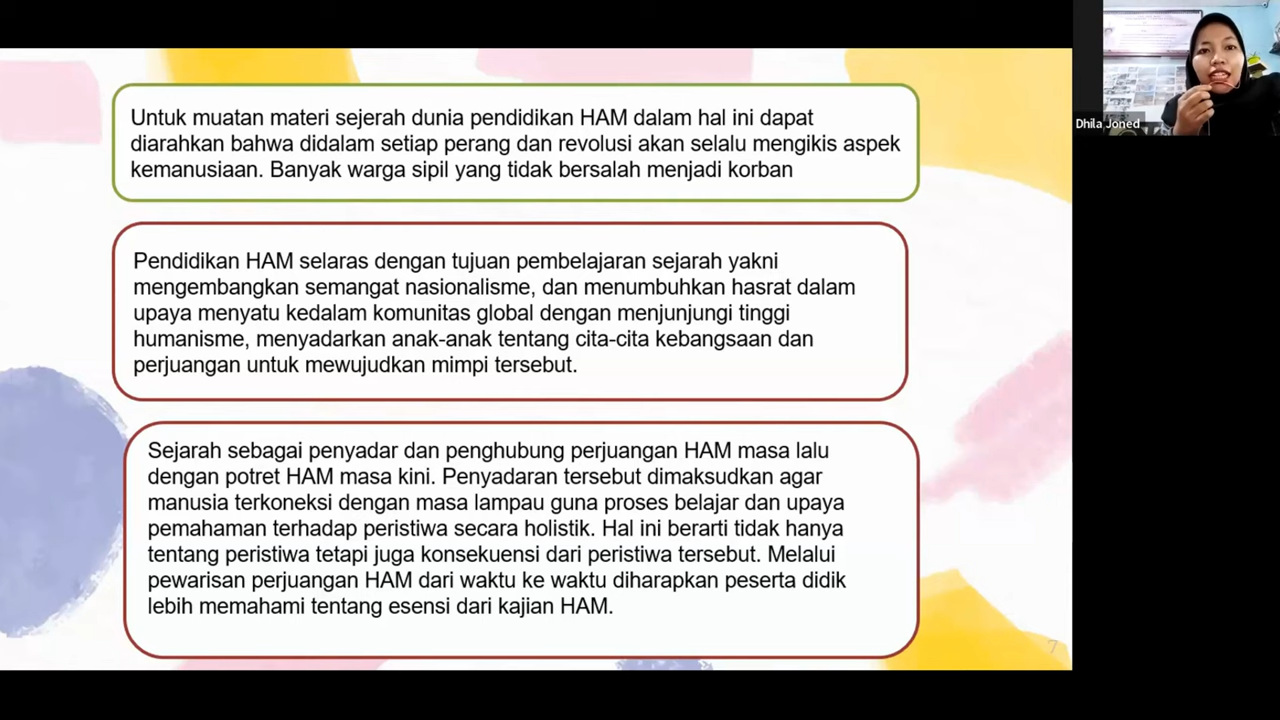 Untuk muatan materi sejerah dunia pendidikan HAM dalam hal ini dapat
diarahkan bahwa didalam setiap perang dan revolusi akan selalu mengikis aspek
kemanusiaan. Banyak warga sipil yang tidak bersalah menjadi korban
Pendidikan HAM selaras dengan tujuan pembelajaran sejarah yakni
mengembangkan semangat nasionalisme, dan menumbuhkan hasrat dalam
upaya menyatu kedalam komunitas global dengan menjunjungi tinggi
humanisme, menyadarkan anak-anak tentang cita-cita kebangsaan dan
perjuangan untuk mewujudkan mimpi tersebut.
Sejarah sebagai penyadar dan penghubung perjuangan HAM masa lalu
dengan potret HAM masa kini. Penyadaran tersebut dimaksudkan agar
manusia terkoneksi dengan masa lampau guna proses belajar dan upaya
pemahaman terhadap peristiwa secara holistik. Hal ini berarti tidak hanya
tentang peristiwa tetapi juga konsekuensi dari peristiwa tersebut. Melalui
pewarisan perjuangan HAM dari waktu ke waktu diharapkan peserta didik
lebih memahami tentang esensi dari kajian HAM.
7
Dhila Joned